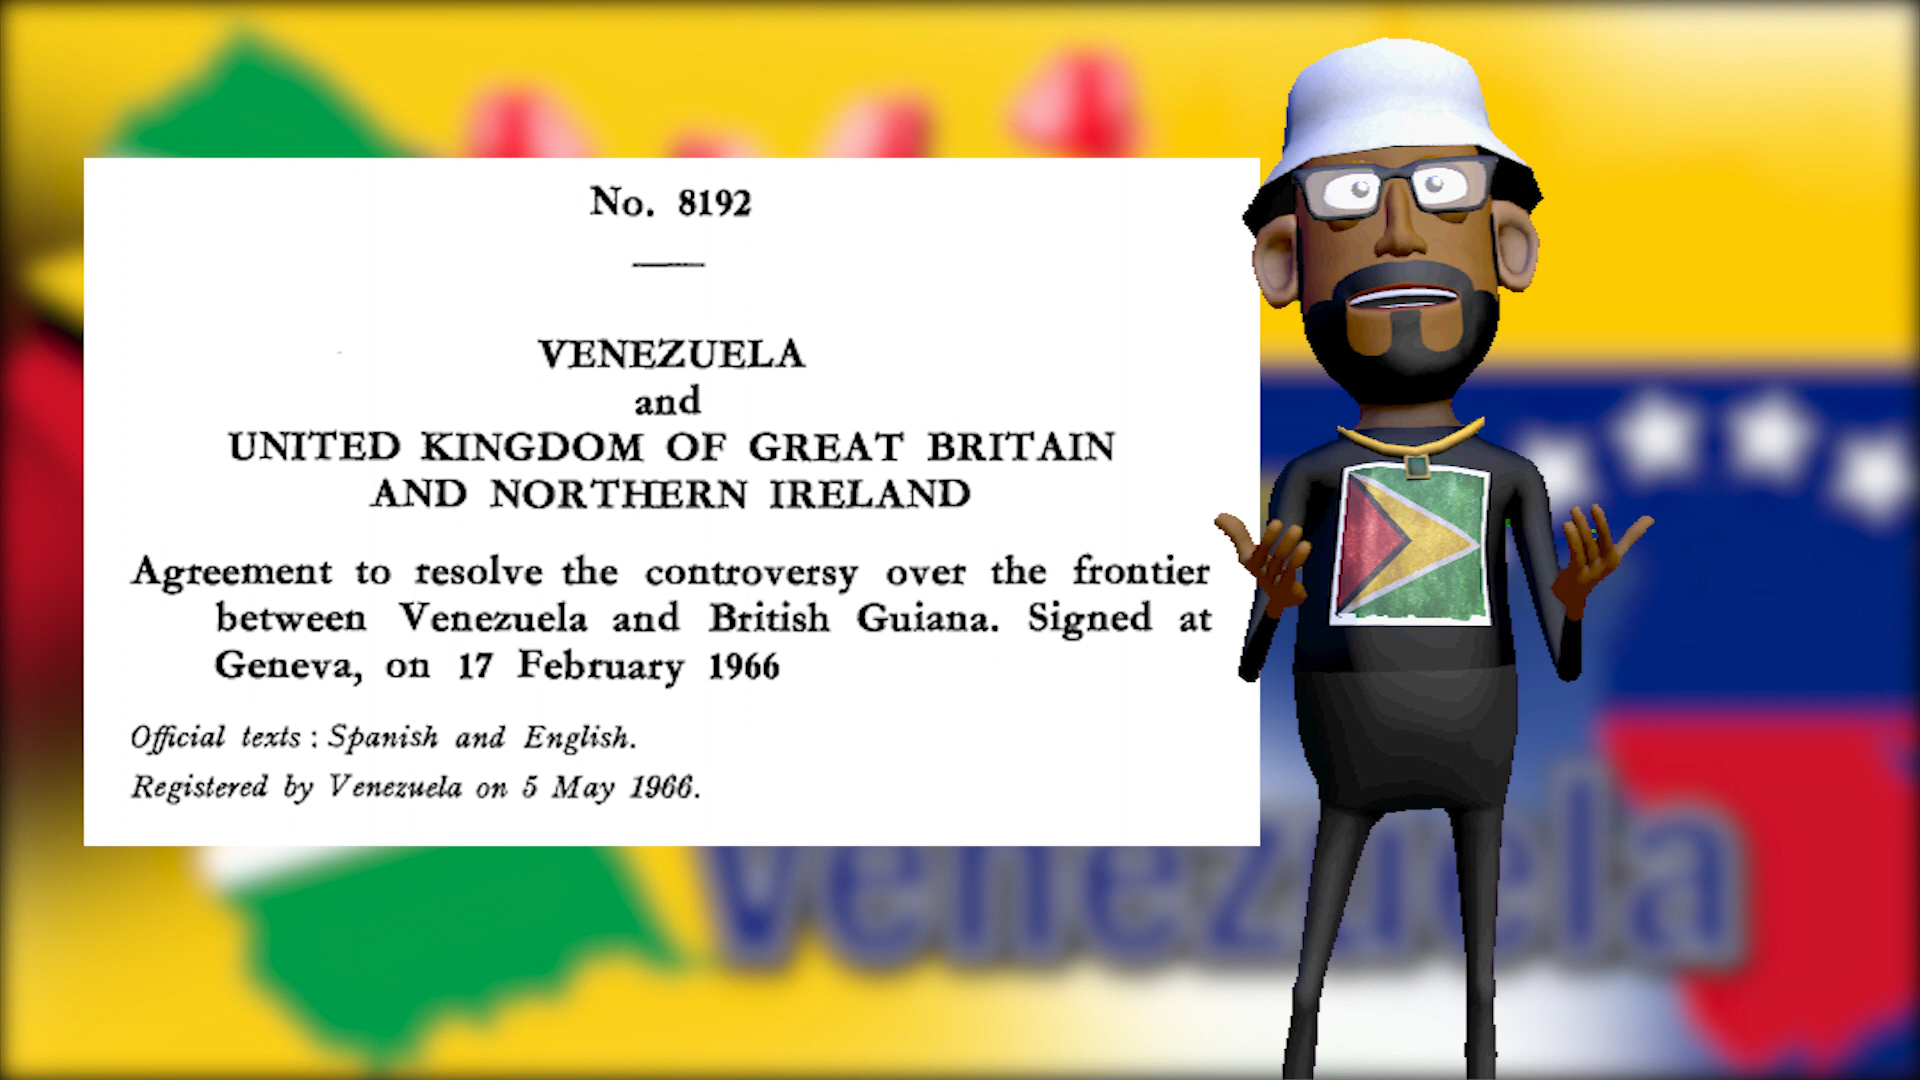 No. 8192
VENEZUELA
and
UNITED KINGDOM OF GREAT BRITAIN
AND NORTHERN IRELAND
Agreement to resolve the controversy over the frontier
between Venezuela and British Guiana. Signed at
Geneva, on 17 February 1966
Official texts : Spanish and English.
Registered by Venezuela on 5 May 1966.
Venezuela